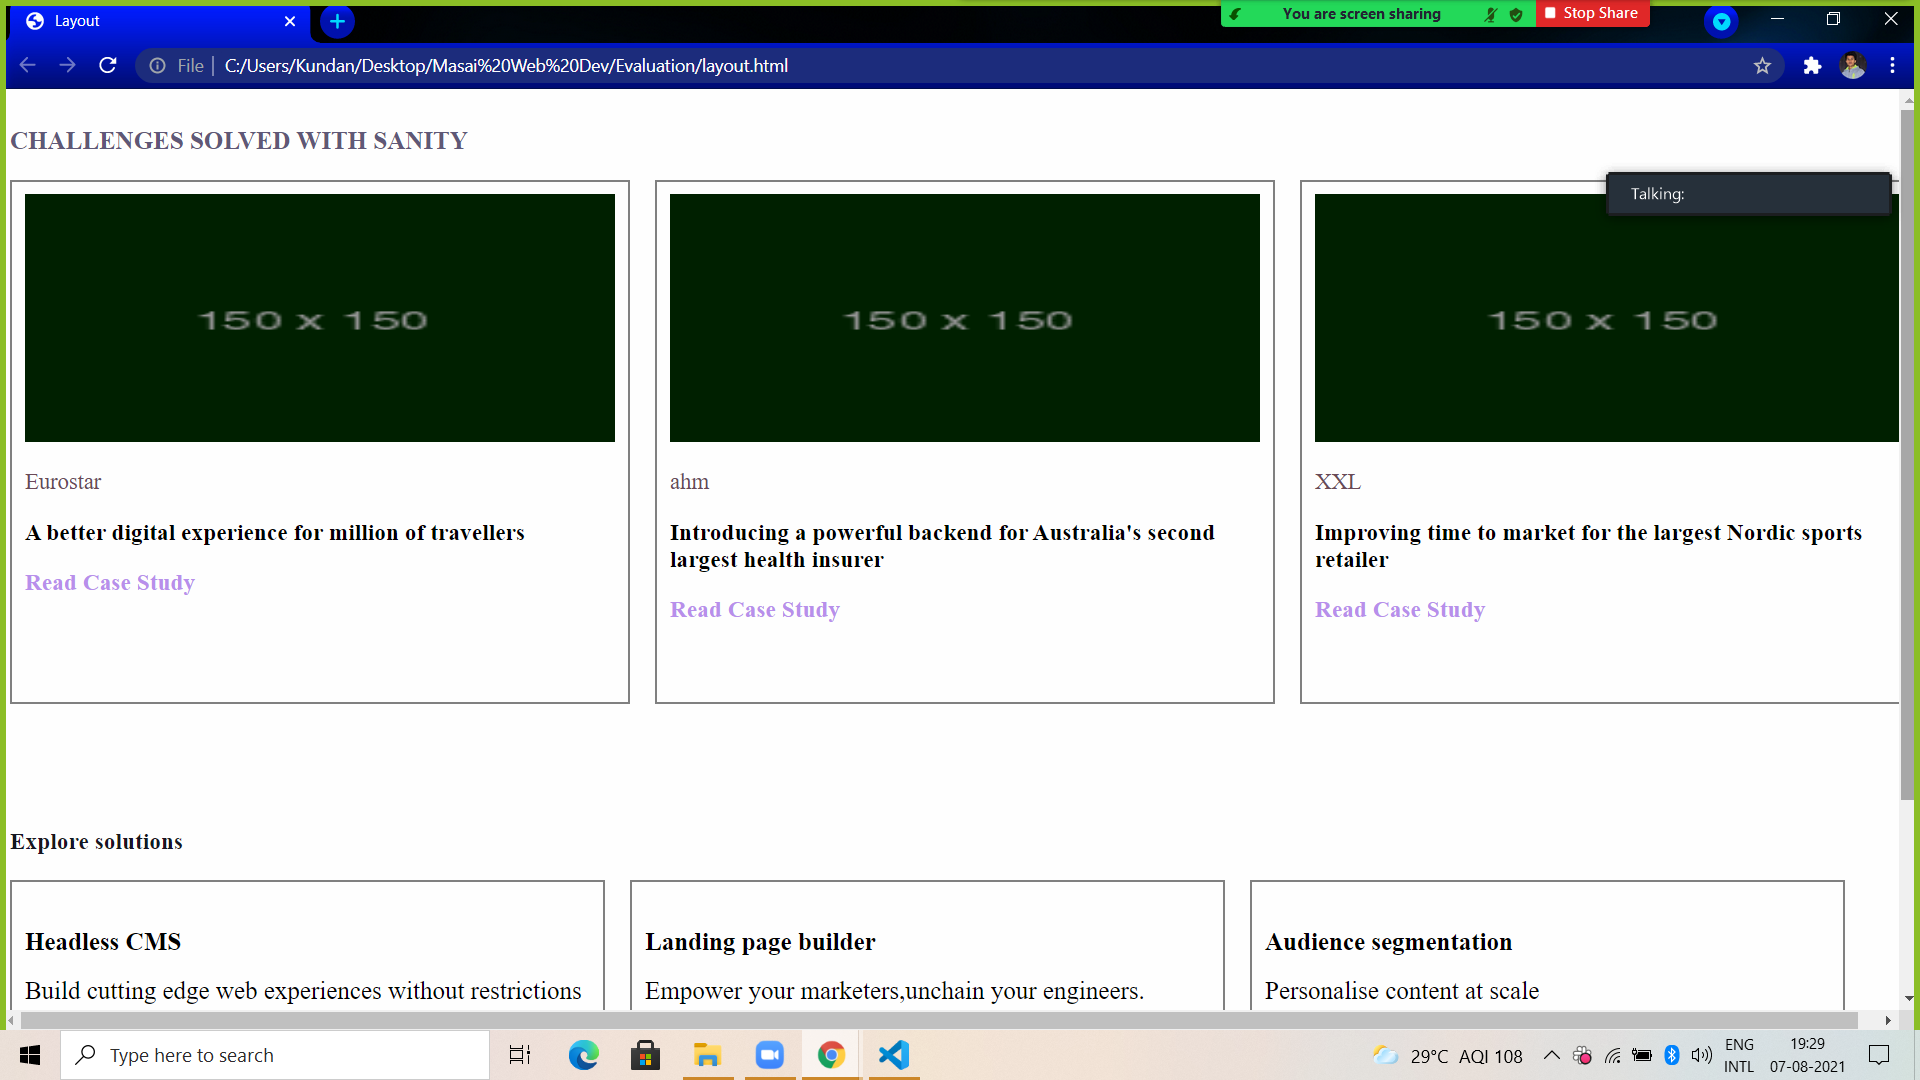 Layout
You are screen sharing
Stop Share
File
C:/Users/Kundan/Desktop/Masai%20Web%20Dev/Evaluation/layout.html
CHALLENGES SOLVED WITH SANITY
Talking:
150 x 150
150 x 150
150 x 150
Eurostar
A better digital experience for million of travellers
Read Case Study
ahm
Introducing a powerful backend for Australia's second
largest health insurer
Read Case Study
XXL
Improving time to market for the largest Nordic sports
retailer
Read Case Study
Explore solutions
Headless CMS
Build cutting edge web experiences without restrictions
Landing page builder
Empower your marketers,unchain your engineers.
Audience segmentation
Personalise content at scale
Type here to search
29°C AQI 108
ENG
INTL
19:29
07-08-2021